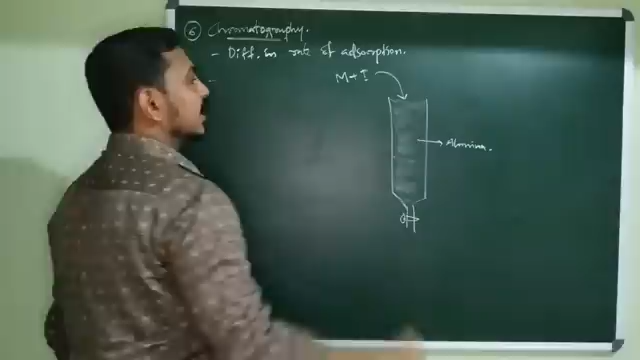 ⑥ Chromatography.
- Diff. in rate of adsorption.
-
M + I
Alumina.